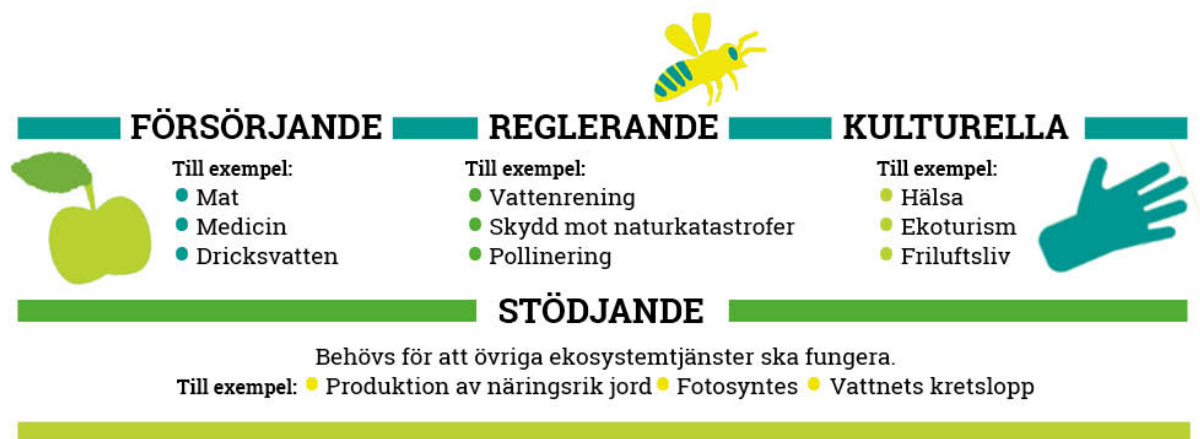 FÖRSÖRJANDE
Till exempel:
Mat
Medicin
Dricksvatten
REGLERANDE
Till exempel:
Vattenrening
Skydd mot naturkatastrofer
Pollinering
KULTURELLA
Till exempel:
Hälsa
Ekoturism
Friluftsliv
STÖDJANDE
Behövs för att övriga ekosystemtjänster ska fungera.
Till exempel: • Produktion av näringsrik jord • Fotosyntes • Vattnets kretslopp